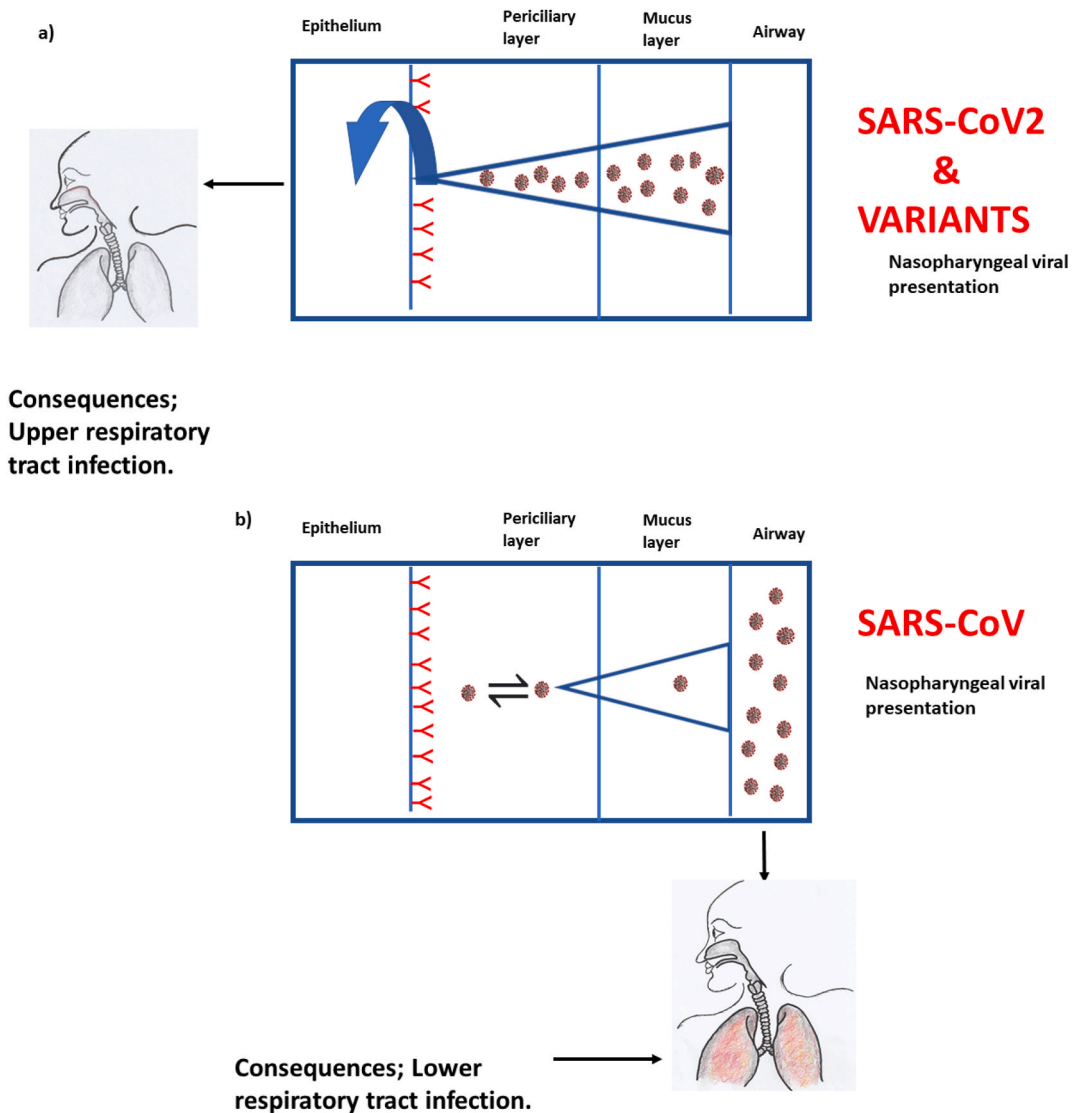 a)
Epithelium
Periciliary
layer
Mucus
layer
Airway
SARS-CoV2
&
VARIANTS
Nasopharyngeal viral
presentation
Consequences;
Upper respiratory
tract infection.
b)
Epithelium
Periciliary
layer
Mucus
layer
Airway
SARS-CoV
Nasopharyngeal viral
presentation
Consequences; Lower
respiratory tract infection.